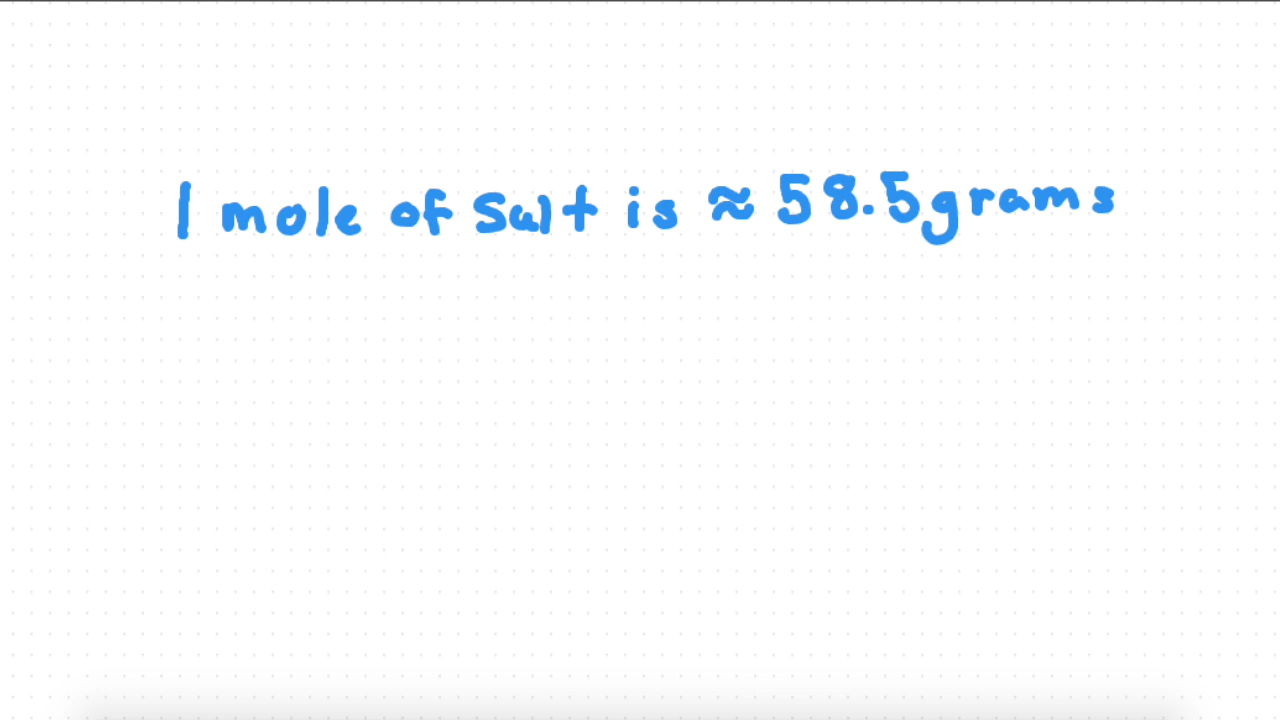 1 mole of Salt is ≈ 58.5grams